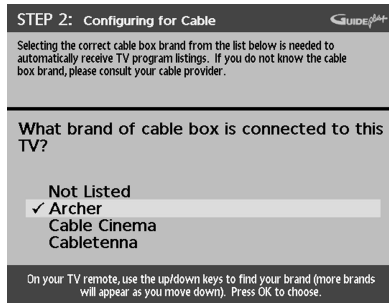 STEP 2: Configuring for Cable
GUIDE plus+
Selecting the correct cable box brand from the list below is needed to
automatically receive TV program listings. If you do not know the cable
box brand, please consult your cable provider.
What brand of cable box is connected to this
TV?
Not Listed
✓ Archer
Cable Cinema
Cabletenna
On your TV remote, use the up/down keys to find your brand (more brands
will appear as you move down). Press OK to choose.